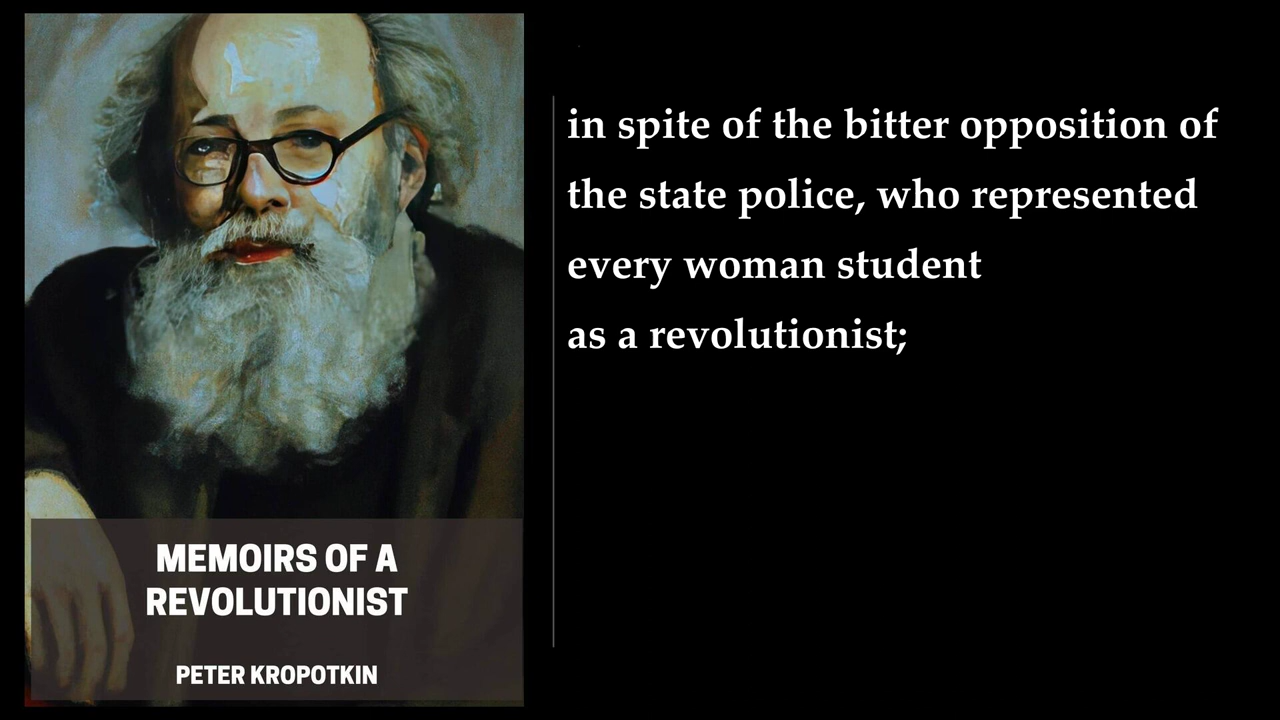 MEMOIRS OF A
REVOLUTIONIST
PETER KROPOTKIN
in spite of the bitter opposition of
the state police, who represented
every woman student
as a revolutionist;